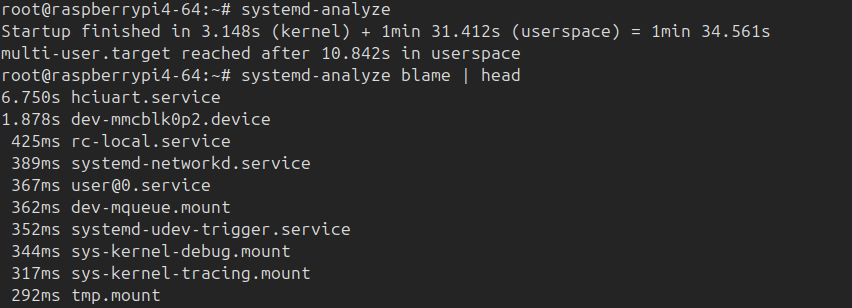 root@raspberrypi4-64:~# systemd-analyze
Startup finished in 3.148s (kernel) + 1min 31.412s (userspace) = 1min 34.561s
multi-user.target reached after 10.842s in userspace
root@raspberrypi4-64:~# systemd-analyze blame | head
6.750s hciuart.service
1.878s dev-mmcblk0p2.device
 425ms rc-local.service
 389ms systemd-networkd.service
 367ms user@0.service
 362ms dev-mqueue.mount
 352ms systemd-udev-trigger.service
 344ms sys-kernel-debug.mount
 317ms sys-kernel-tracing.mount
 292ms tmp.mount